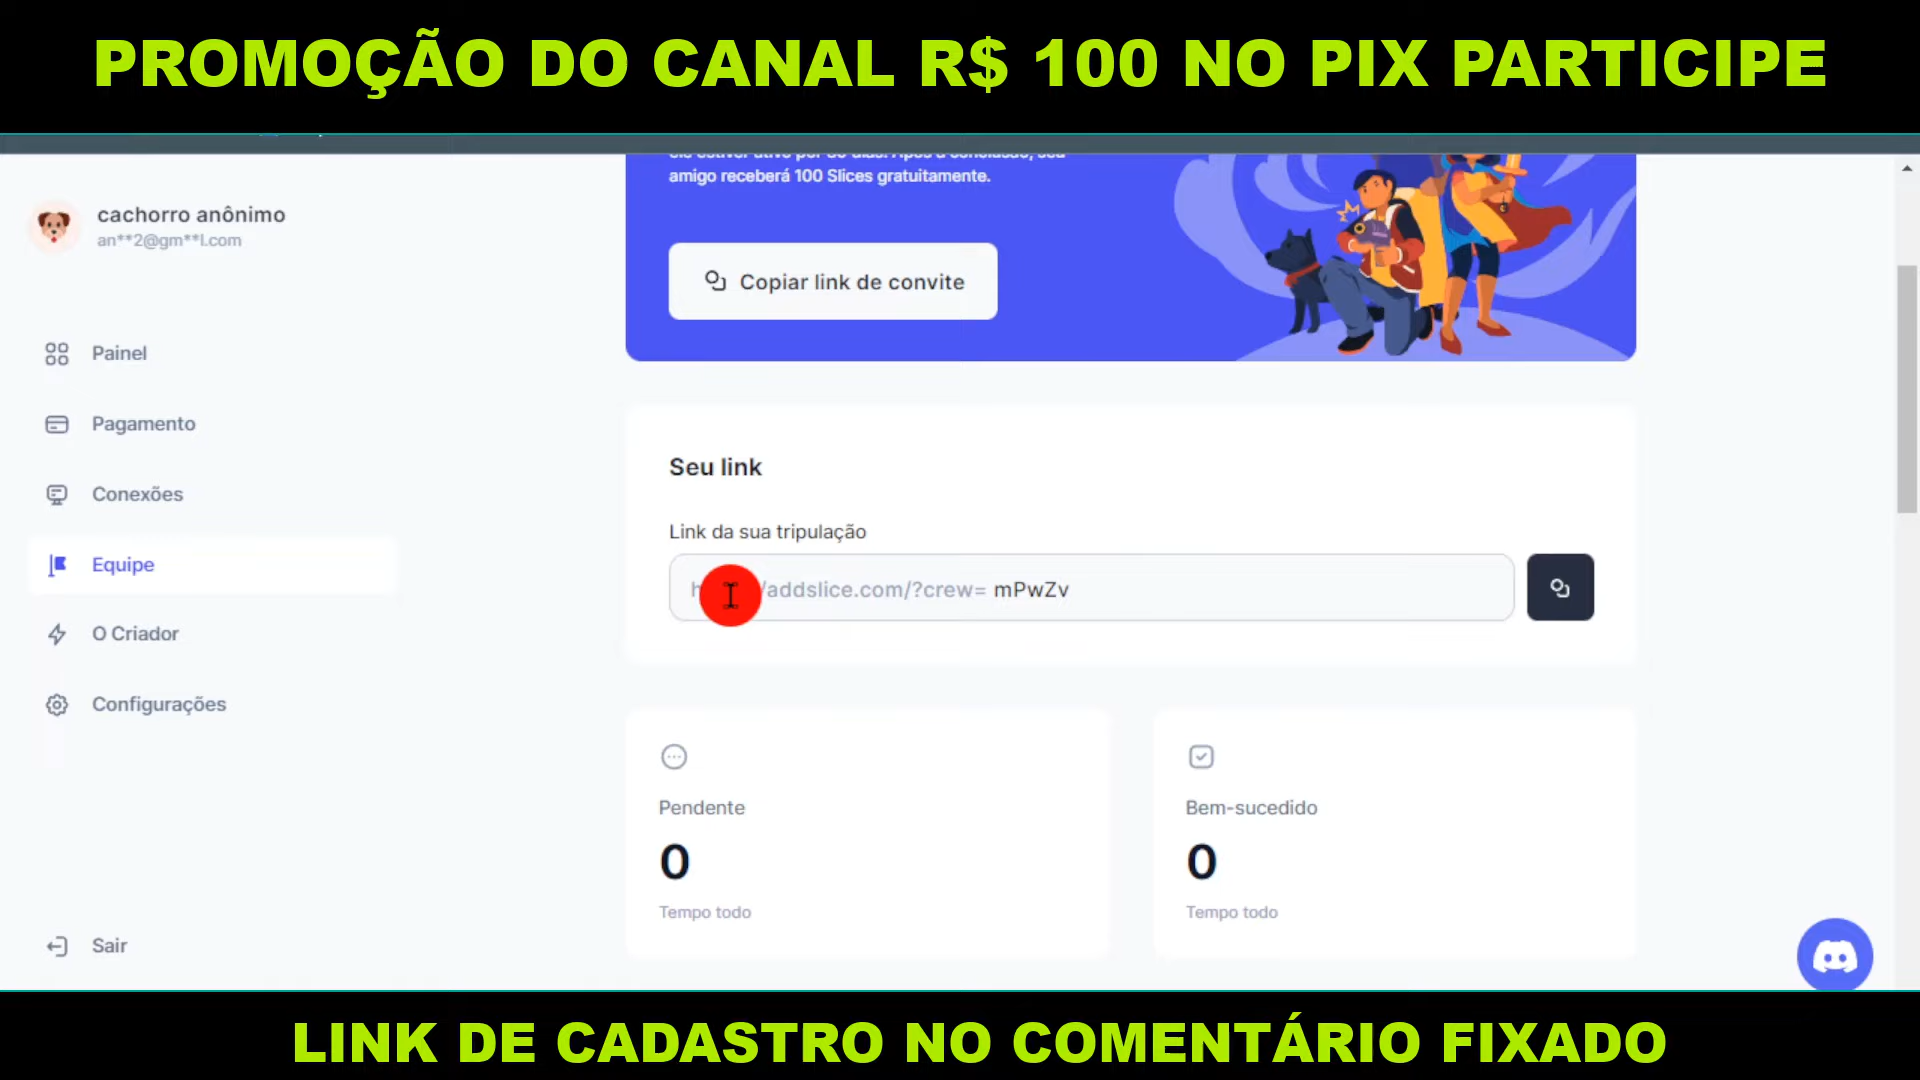 PROMOÇÃO DO CANAL R$ 100 NO PIX PARTICIPE
amigo receberá 100 Slices gratuitamente.
cachorro anônimo
an**2@gm**l.com
Copiar link de convite
Painel
Pagamento
Conexões
Equipe
O Criador
Configurações
Sair
Seu link
Link da sua tripulação
/addslice.com/?crew= mPwZv
Pendente
0
Tempo todo
Bem-sucedido
0
Tempo todo
LINK DE CADASTRO NO COMENTÁRIO FIXADO